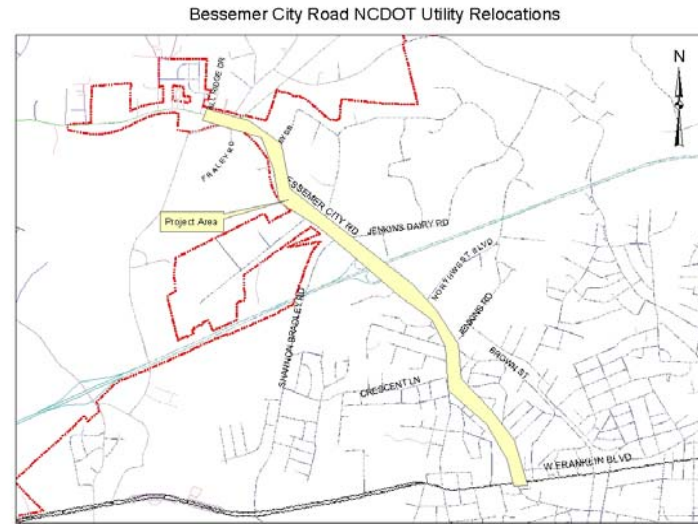 Bessemer City Road NCDOT Utility Relocations
N
RIDGE DR
FRALEY RD
ESSEMER CITY RD
Project Area
JENKINS DAIRY RD
NORTHWEST BLVD
SHANNON BRADLEY RD
JENKINS RD
BROWN ST
CRESCENT LN
W FRANKLIN BLVD